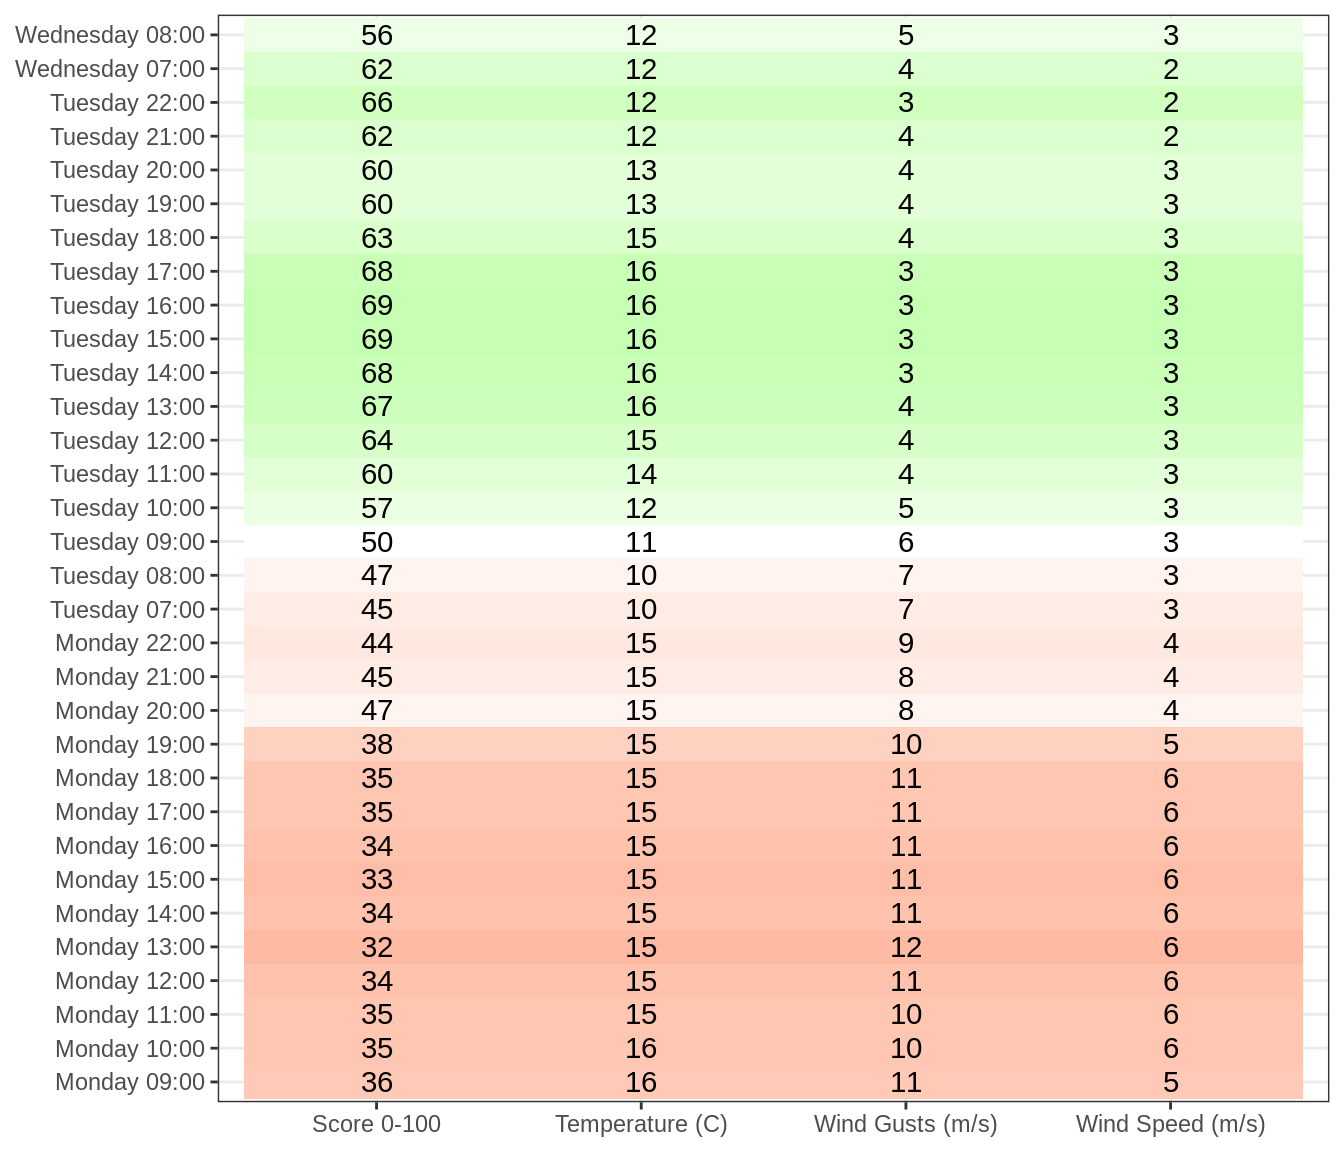 Wednesday 08:00 56 12 5 3
Wednesday 07:00 62 12 4 2
Tuesday 22:00 66 12 3 2
Tuesday 21:00 62 12 4 2
Tuesday 20:00 60 13 4 3
Tuesday 19:00 60 13 4 3
Tuesday 18:00 63 15 4 3
Tuesday 17:00 68 16 3 3
Tuesday 16:00 69 16 3 3
Tuesday 15:00 69 16 3 3
Tuesday 14:00 68 16 3 3
Tuesday 13:00 67 16 4 3
Tuesday 12:00 64 15 4 3
Tuesday 11:00 60 14 4 3
Tuesday 10:00 57 12 5 3
Tuesday 09:00 50 11 6 3
Tuesday 08:00 47 10 7 3
Tuesday 07:00 45 10 7 3
Monday 22:00 44 15 9 4
Monday 21:00 45 15 8 4
Monday 20:00 47 15 8 4
Monday 19:00 38 15 10 5
Monday 18:00 35 15 11 6
Monday 17:00 35 15 11 6
Monday 16:00 34 15 11 6
Monday 15:00 33 15 11 6
Monday 14:00 34 15 11 6
Monday 13:00 32 15 12 6
Monday 12:00 34 15 11 6
Monday 11:00 35 15 10 6
Monday 10:00 35 16 10 6
Monday 09:00 36 16 11 5
Score 0-100 Temperature (C) Wind Gusts (m/s) Wind Speed (m/s)